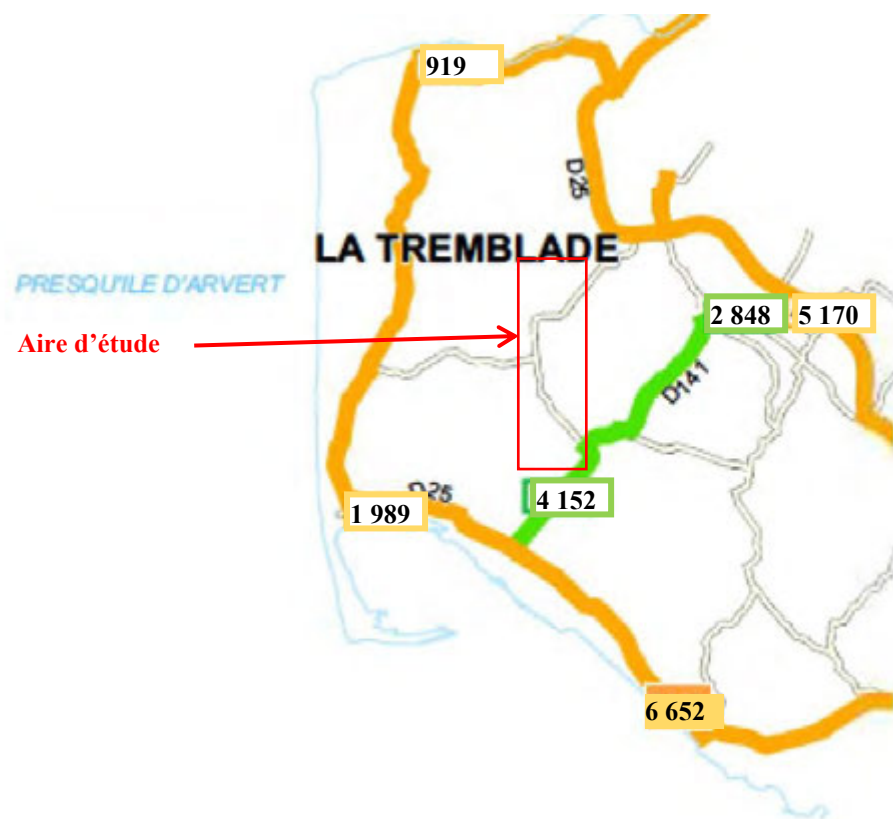 919
D25
LA TREMBLADE
PRESQU'ILE D'ARVERT
2 848
5 170
Aire d'étude
D141
D25
4 152
1 989
6 652